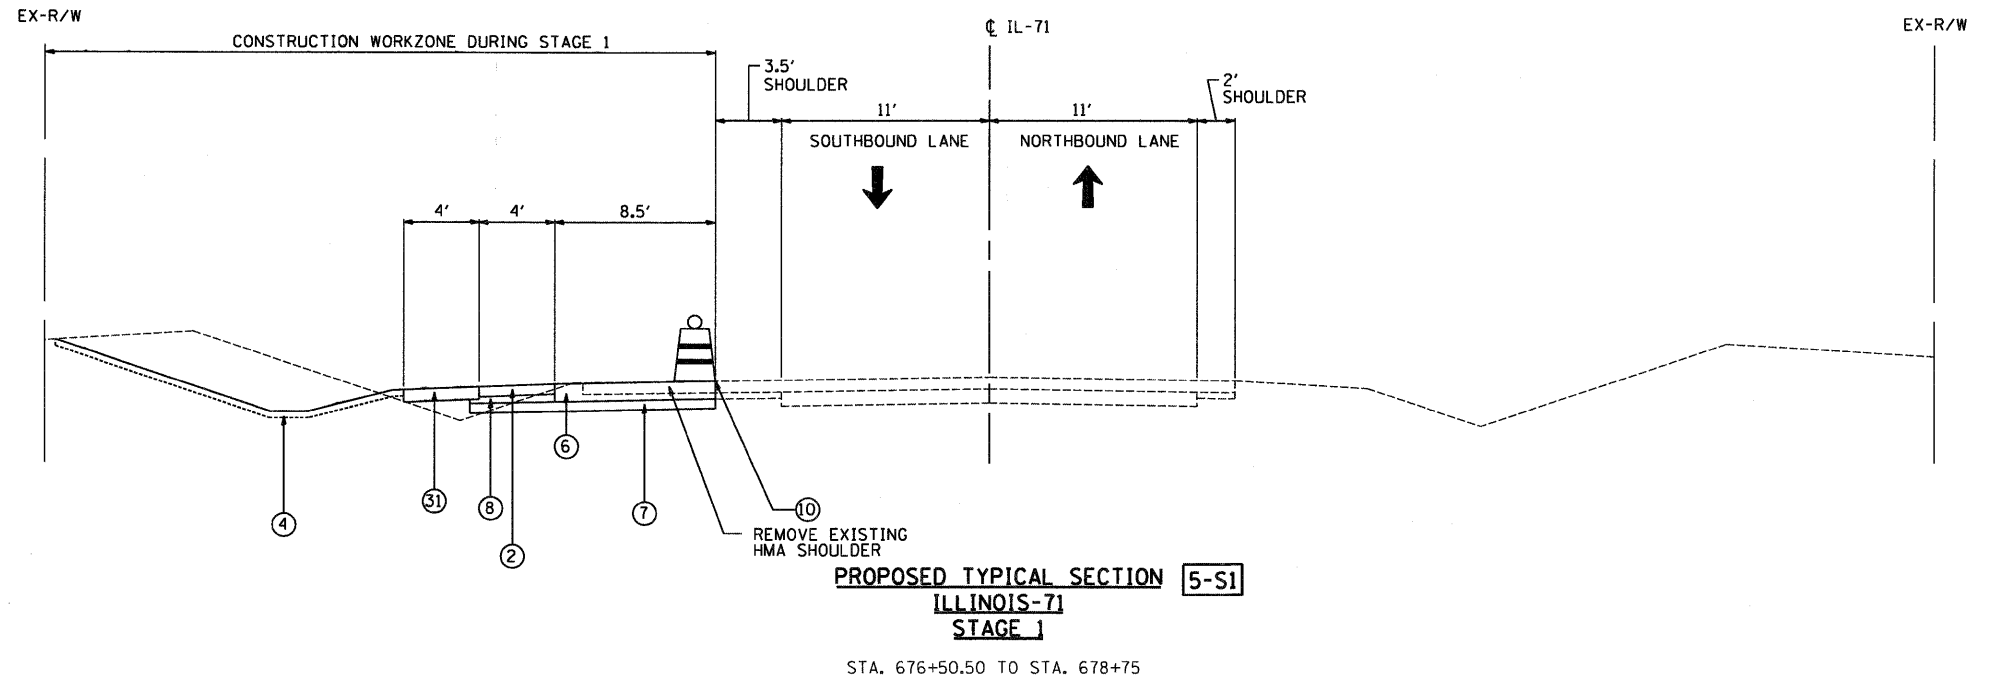 EX-R/W
CONSTRUCTION WORKZONE DURING STAGE 1
℄ IL-71
EX-R/W
3.5'
SHOULDER
2'
SHOULDER
11'
11'
SOUTHBOUND LANE
NORTHBOUND LANE
4'
4'
8.5'
6
31
8
7
10
4
2
REMOVE EXISTING
HMA SHOULDER
PROPOSED TYPICAL SECTION 5-S1
ILLINOIS-71
STAGE 1
STA. 676+50.50 TO STA. 678+75